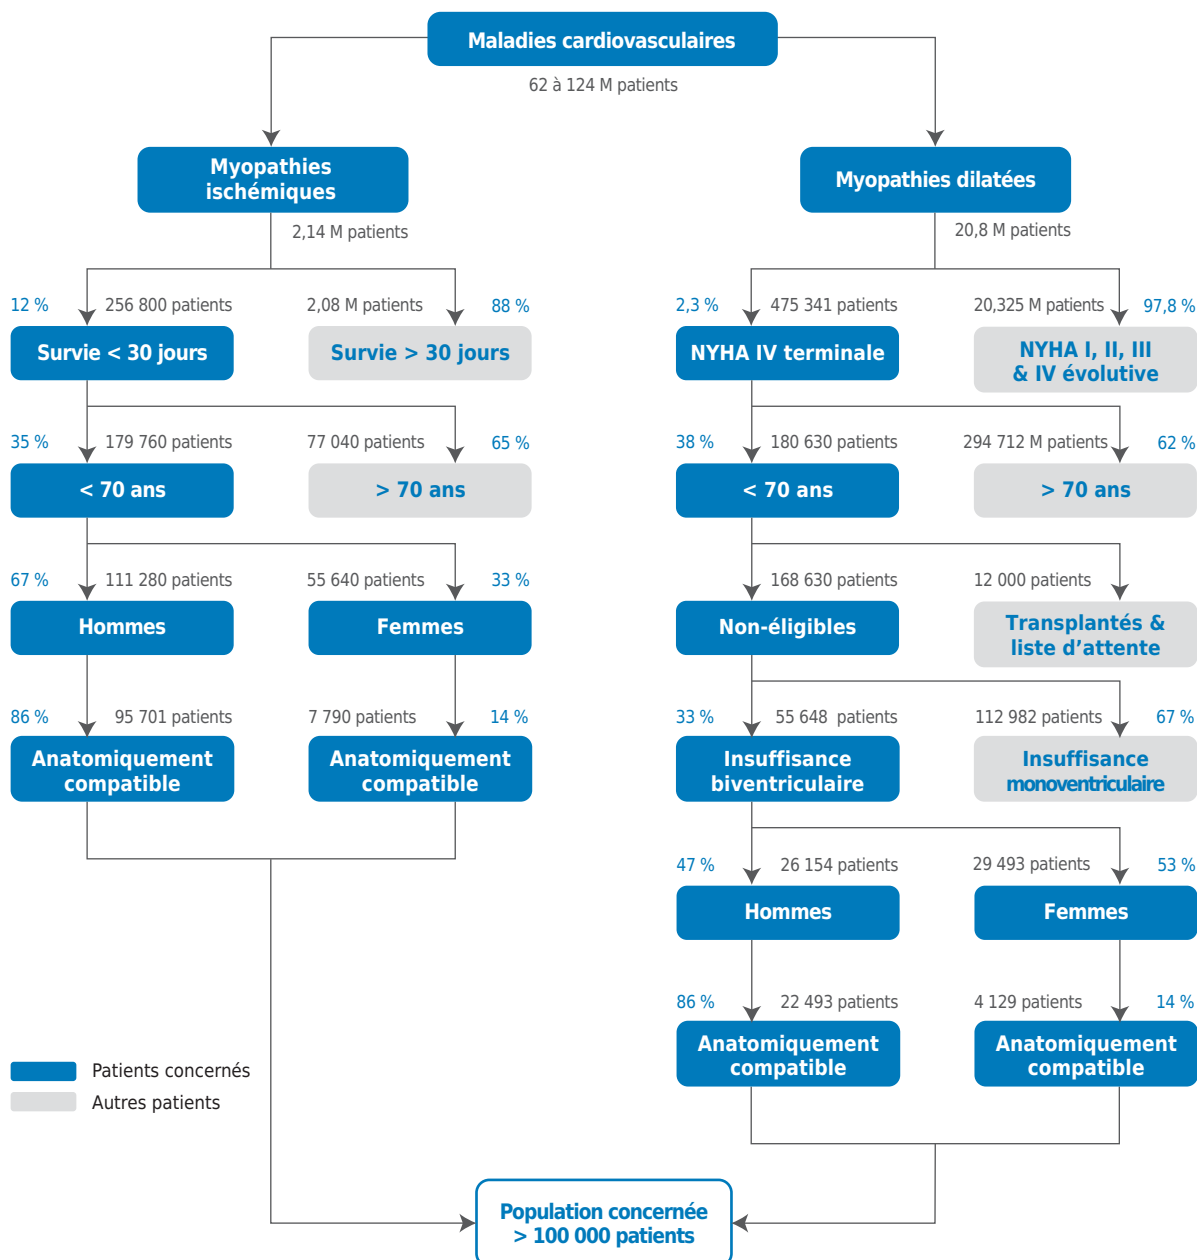 Maladies cardiovasculaires
62 à 124 M patients
Myopathies
ischémiques
2,14 M patients
Myopathies dilatées
20,8 M patients
12 %
256 800 patients
2,08 M patients
88 %
Survie < 30 jours
Survie > 30 jours
2,3 %
475 341 patients
20,325 M patients
97,8 %
NYHA IV terminale
NYHA I, II, III
& IV évolutive
35 %
179 760 patients
77 040 patients
65 %
< 70 ans
> 70 ans
38 %
180 630 patients
294 712 M patients
62 %
< 70 ans
> 70 ans
67 %
111 280 patients
55 640 patients
33 %
Hommes
Femmes
168 630 patients
12 000 patients
Non-éligibles
Transplantés &
liste d’attente
86 %
95 701 patients
7 790 patients
14 %
Anatomiquement
compatible
Anatomiquement
compatible
33 %
55 648 patients
112 982 patients
67 %
Insuffisance
biventriculaire
Insuffisance
monoventriculaire
47 %
26 154 patients
29 493 patients
53 %
Hommes
Femmes
86 %
22 493 patients
4 129 patients
14 %
Anatomiquement
compatible
Anatomiquement
compatible
Patients concernés
Autres patients
Population concernée
> 100 000 patients